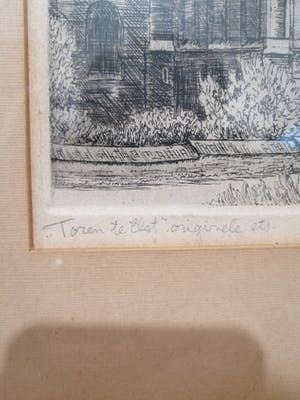 „Toren te Elst" originele ets.